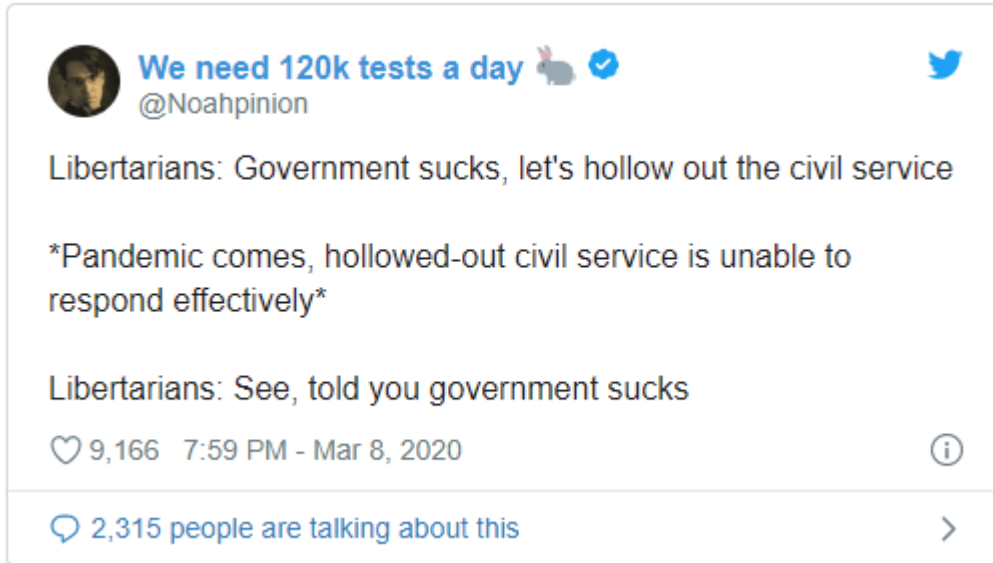 We need 120k tests a day 🐇
@Noahpinion
Libertarians: Government sucks, let's hollow out the civil service
*Pandemic comes, hollowed-out civil service is unable to
respond effectively*
Libertarians: See, told you government sucks
9,166 7:59 PM - Mar 8, 2020
2,315 people are talking about this